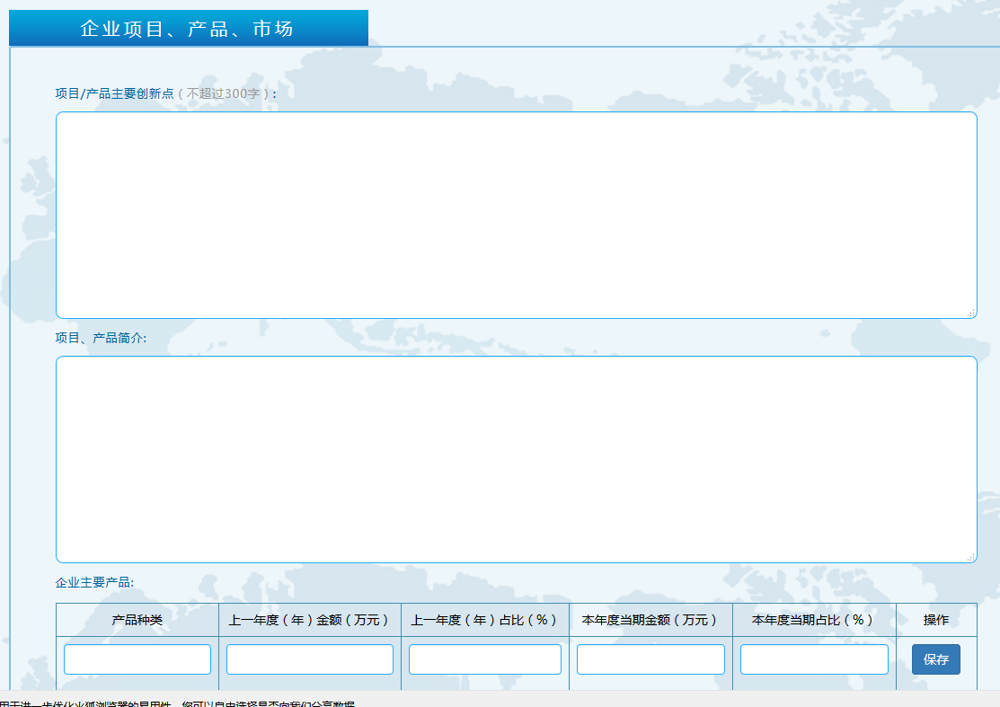 企业项目、产品、市场
项目/产品主要创新点（不超过300字）:
项目、产品简介:
企业主要产品:
产品种类 上一年度（年）金额（万元） 上一年度（年）占比（%） 本年度当期金额（万元） 本年度当期占比（%） 操作
保存
用于进一步优化火狐浏览器的易用性，您可以自由选择是否向我们分享数据